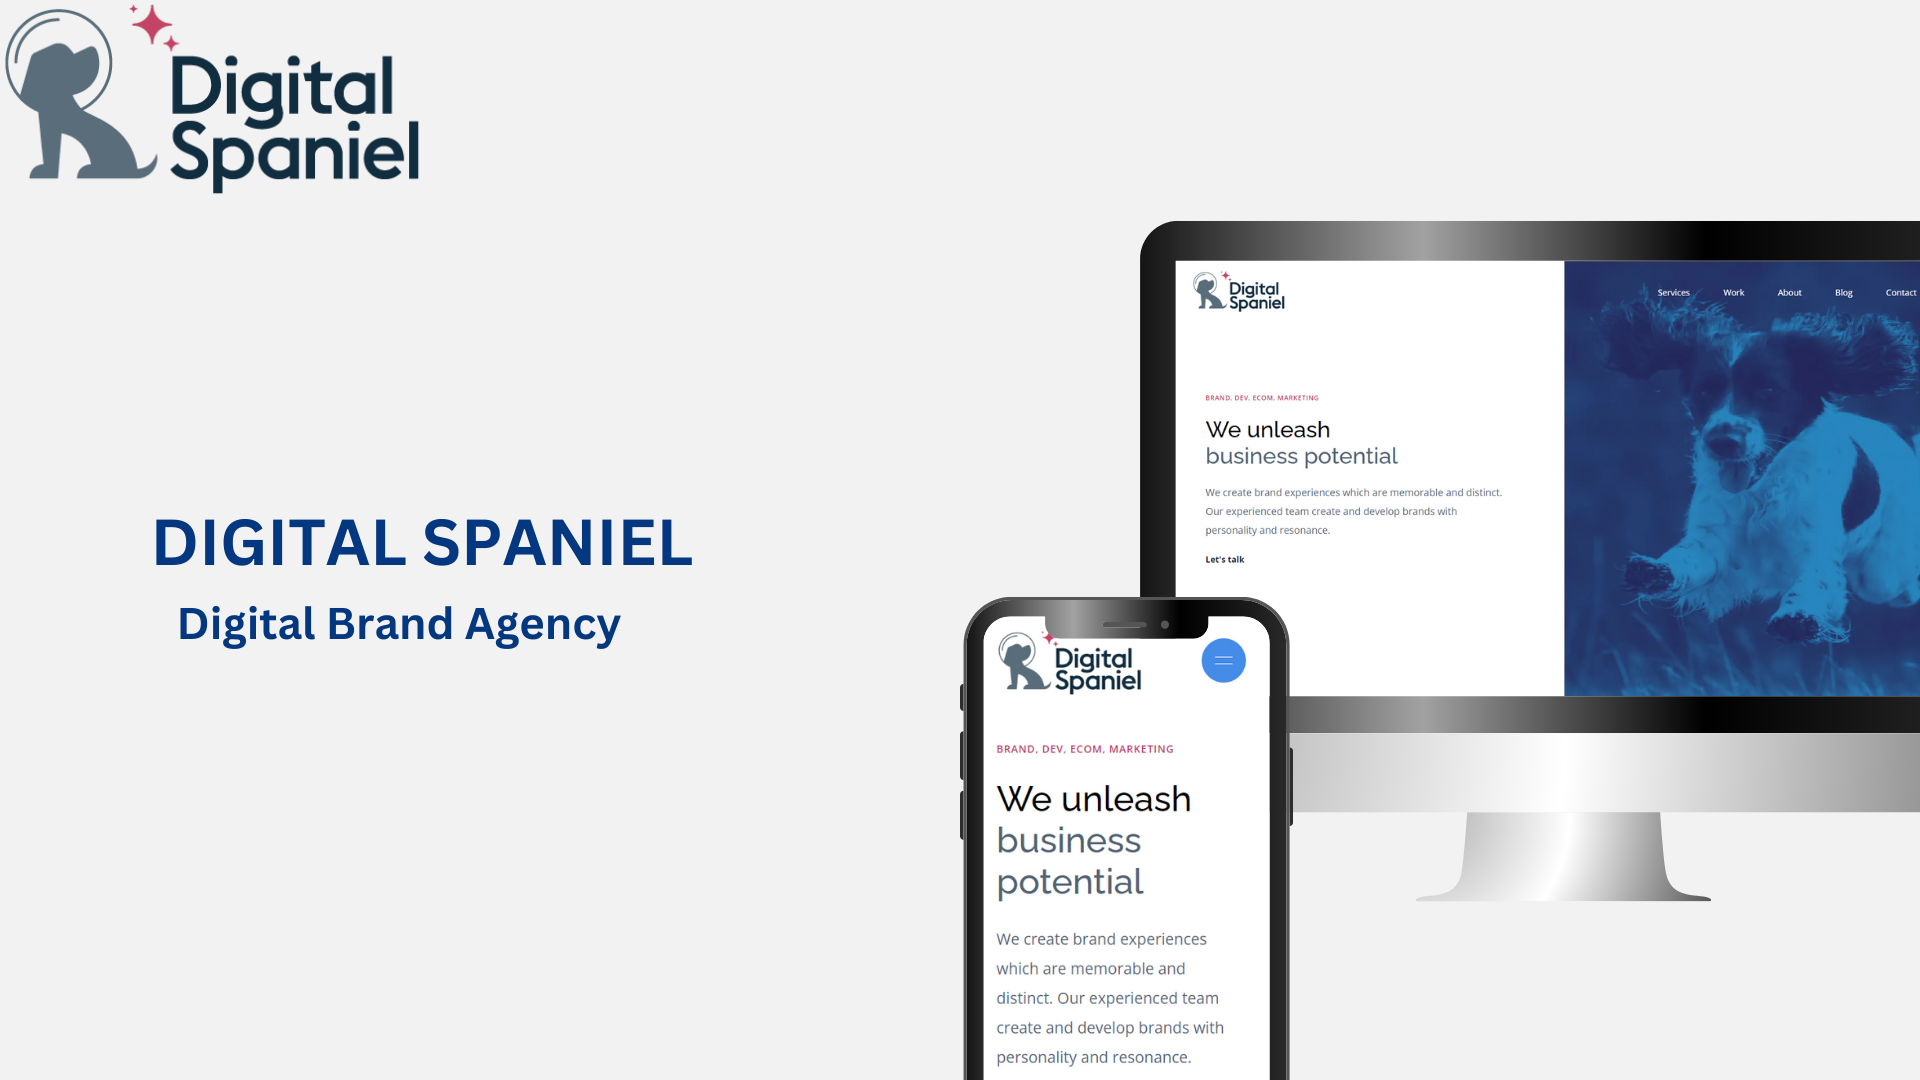 Digital
Spaniel
DIGITAL SPANIEL
Digital Brand Agency
Digital
Spaniel
Services Work About Blog Contact
BRAND, DEV, ECOM, MARKETING
We unleash
business potential
We create brand experiences which are memorable and distinct.
Our experienced team create and develop brands with
personality and resonance.
Let's talk
Digital
Spaniel
BRAND, DEV, ECOM, MARKETING
We unleash
business
potential
We create brand experiences
which are memorable and
distinct. Our experienced team
create and develop brands with
personality and resonance.